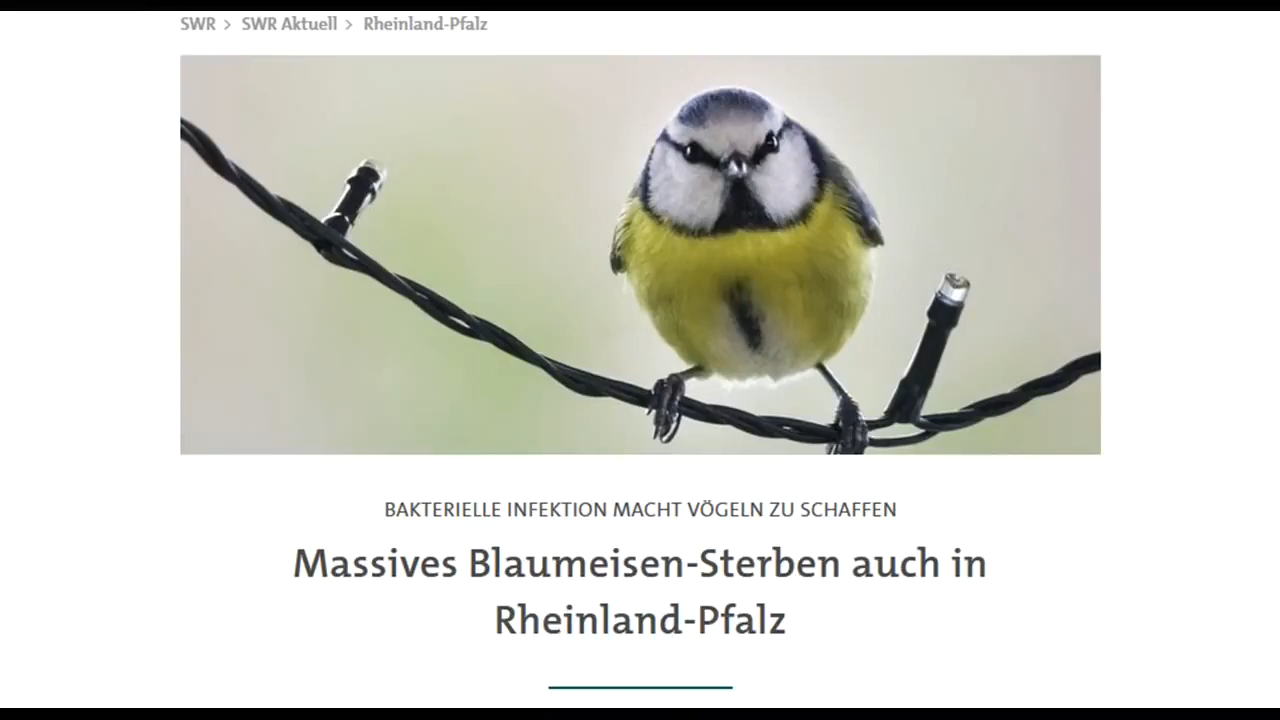 SWR > SWR Aktuell > Rheinland-Pfalz
BAKTERIELLE INFEKTION MACHT VÖGELN ZU SCHAFFEN
Massives Blaumeisen-Sterben auch in
Rheinland-Pfalz